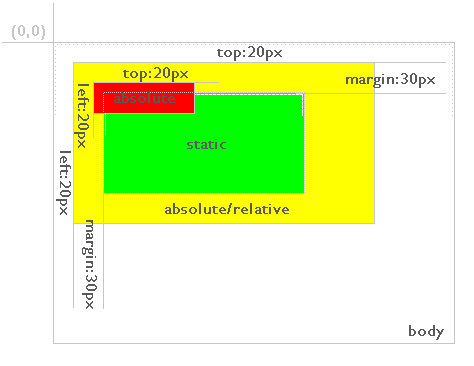 (0,0)
top:20px
top:20px
margin:30px
absolute
left:20px
static
left:20px
absolute/relative
margin:30px
body